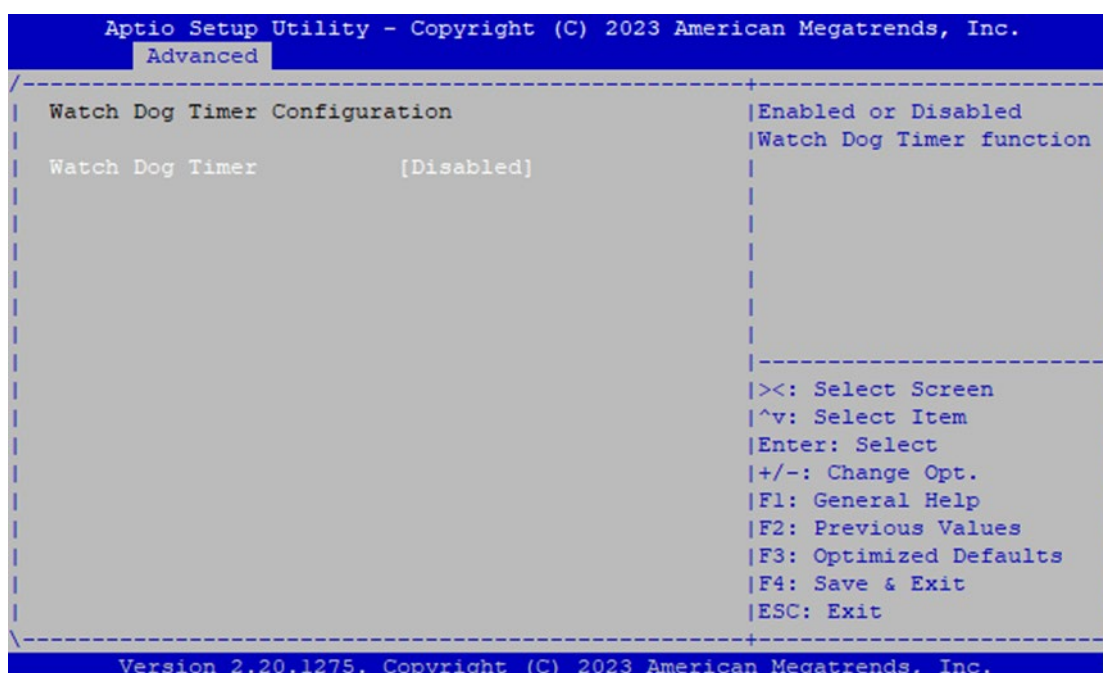 Aptio Setup Utility - Copyright (C) 2023 American Megatrends, Inc.
Advanced
Watch Dog Timer Configuration
Watch Dog Timer [Disabled]
Enabled or Disabled
Watch Dog Timer function
><: Select Screen
^v: Select Item
Enter: Select
+/-: Change Opt.
F1: General Help
F2: Previous Values
F3: Optimized Defaults
F4: Save & Exit
ESC: Exit
Version 2.20.1275. Copyright (C) 2023 American Megatrends, Inc.